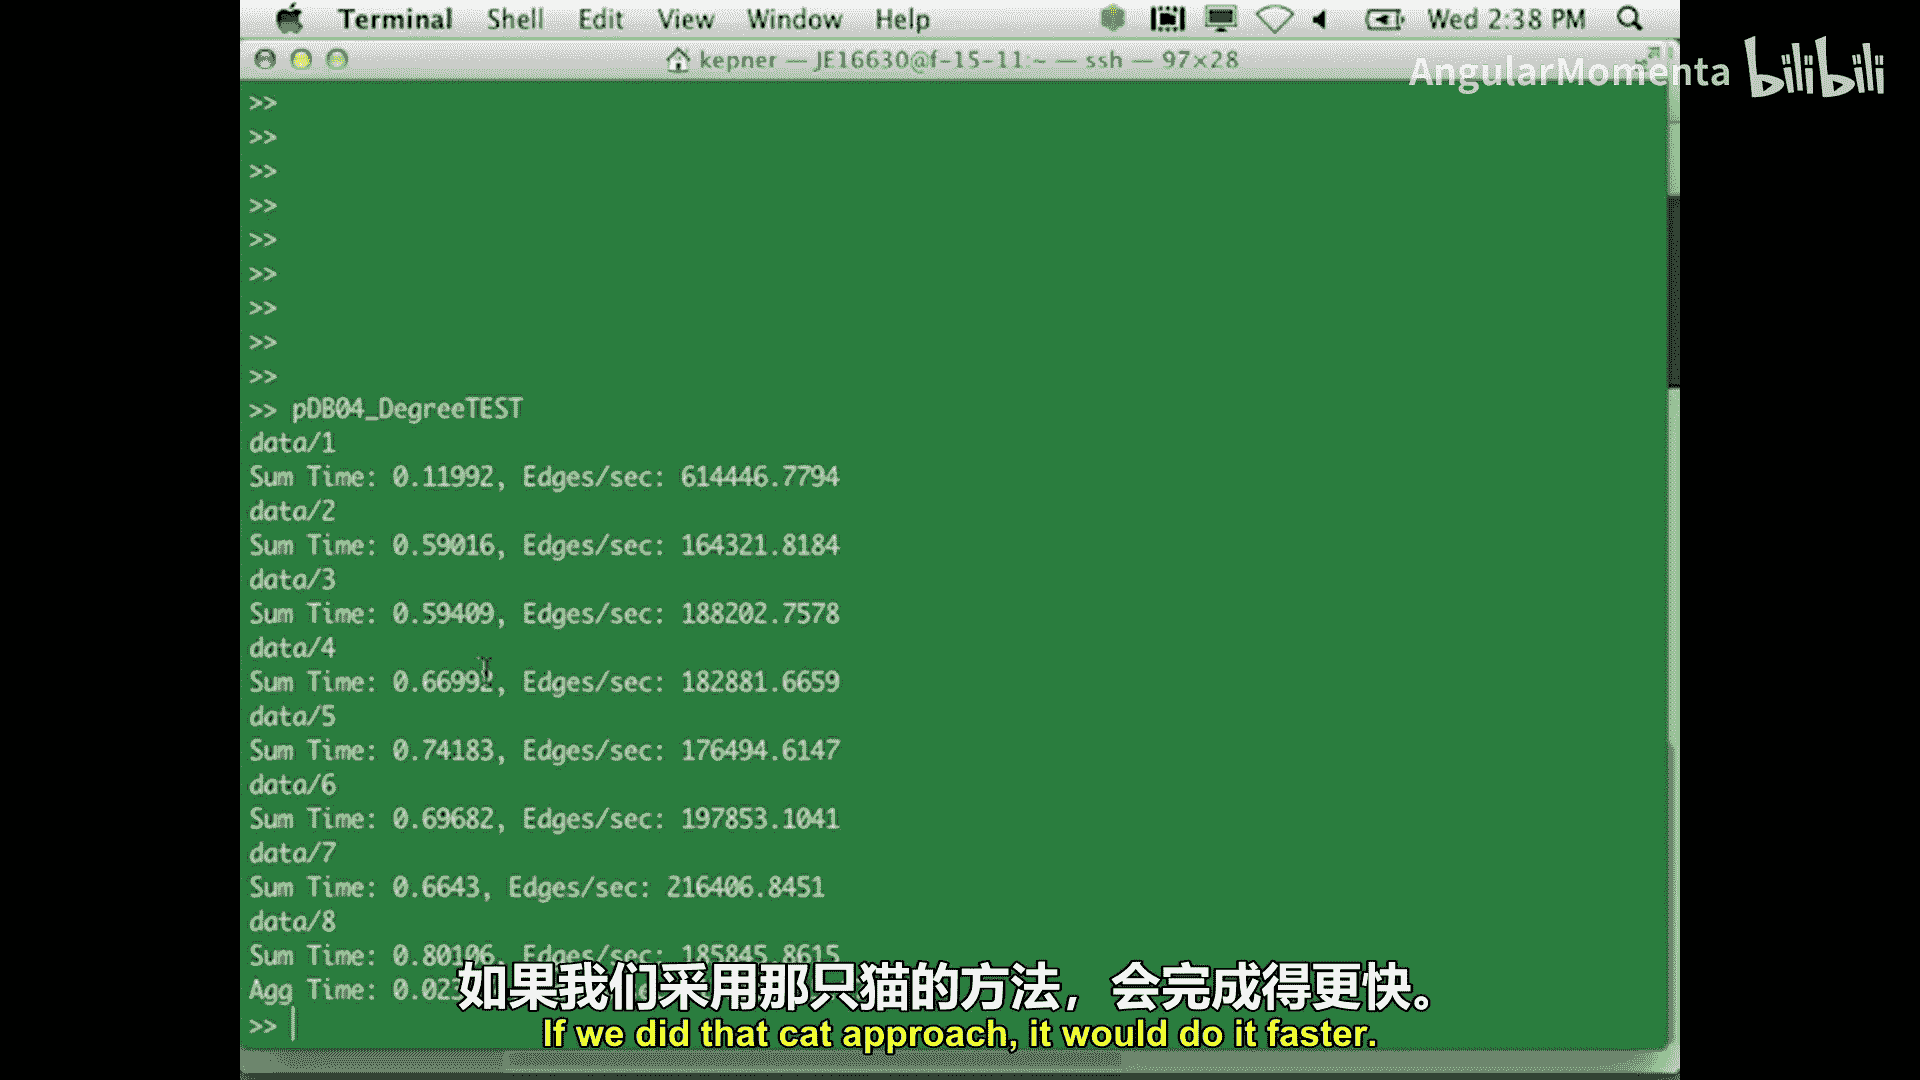 Terminal Shell Edit View Window Help Wed 2:38 PM
kepner — JE16630@f-15-11:~ — ssh — 97×28
AngularMomenta bilibili
>>
>>
>>
>>
>>
>>
>>
>>
>>
>> pDB04_DegreeTEST
data/1
Sum Time: 0.11992, Edges/sec: 614446.7794
data/2
Sum Time: 0.59016, Edges/sec: 164321.8184
data/3
Sum Time: 0.59409, Edges/sec: 188202.7578
data/4
Sum Time: 0.66992, Edges/sec: 182881.6659
data/5
Sum Time: 0.74183, Edges/sec: 176494.6147
data/6
Sum Time: 0.69682, Edges/sec: 197853.1041
data/7
Sum Time: 0.6643, Edges/sec: 216406.8451
data/8
Sum Time: 0.80106, Edges/sec: 185845.8615
Agg Time:
>>
如果我们采用那只猫的方法，会完成得更快。
If we did that cat approach, it would do it faster.